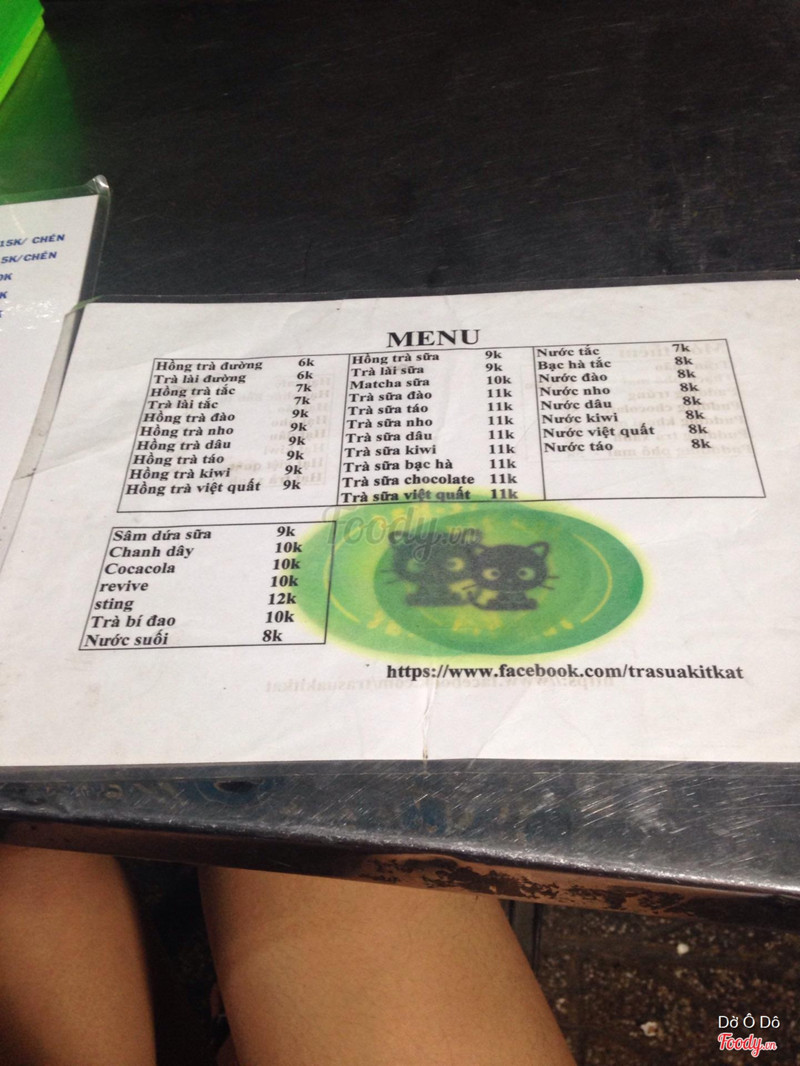 15K/ CHÉN
5K/CHÉN
0K
K
MENU
Hồng trà đường 6k
Trà lài đường 6k
Hồng trà tắc 7k
Trà lài tắc 7k
Hồng trà đào 9k
Hồng trà nho 9k
Hồng trà dâu 9k
Hồng trà táo 9k
Hồng trà kiwi 9k
Hồng trà việt quất 9k
Hồng trà sữa 9k
Trà lài sữa 9k
Matcha sữa 10k
Trà sữa đào 11k
Trà sữa táo 11k
Trà sữa nho 11k
Trà sữa dâu 11k
Trà sữa kiwi 11k
Trà sữa bạc hà 11k
Trà sữa chocolate 11k
Trà sữa việt quất 11k
Nước tắc 7k
Bạc hà tắc 8k
Nước đào 8k
Nước nho 8k
Nước dâu 8k
Nước kiwi 8k
Nước việt quất 8k
Nước táo 8k
Sâm dứa sữa 9k
Chanh dây 10k
Cocacola 10k
revive 10k
sting 12k
Trà bí đao 10k
Nước suối 8k
Foody.vn
https://www.facebook.com/trasuakitkat
Dờ Ô Dô
Foody.vn